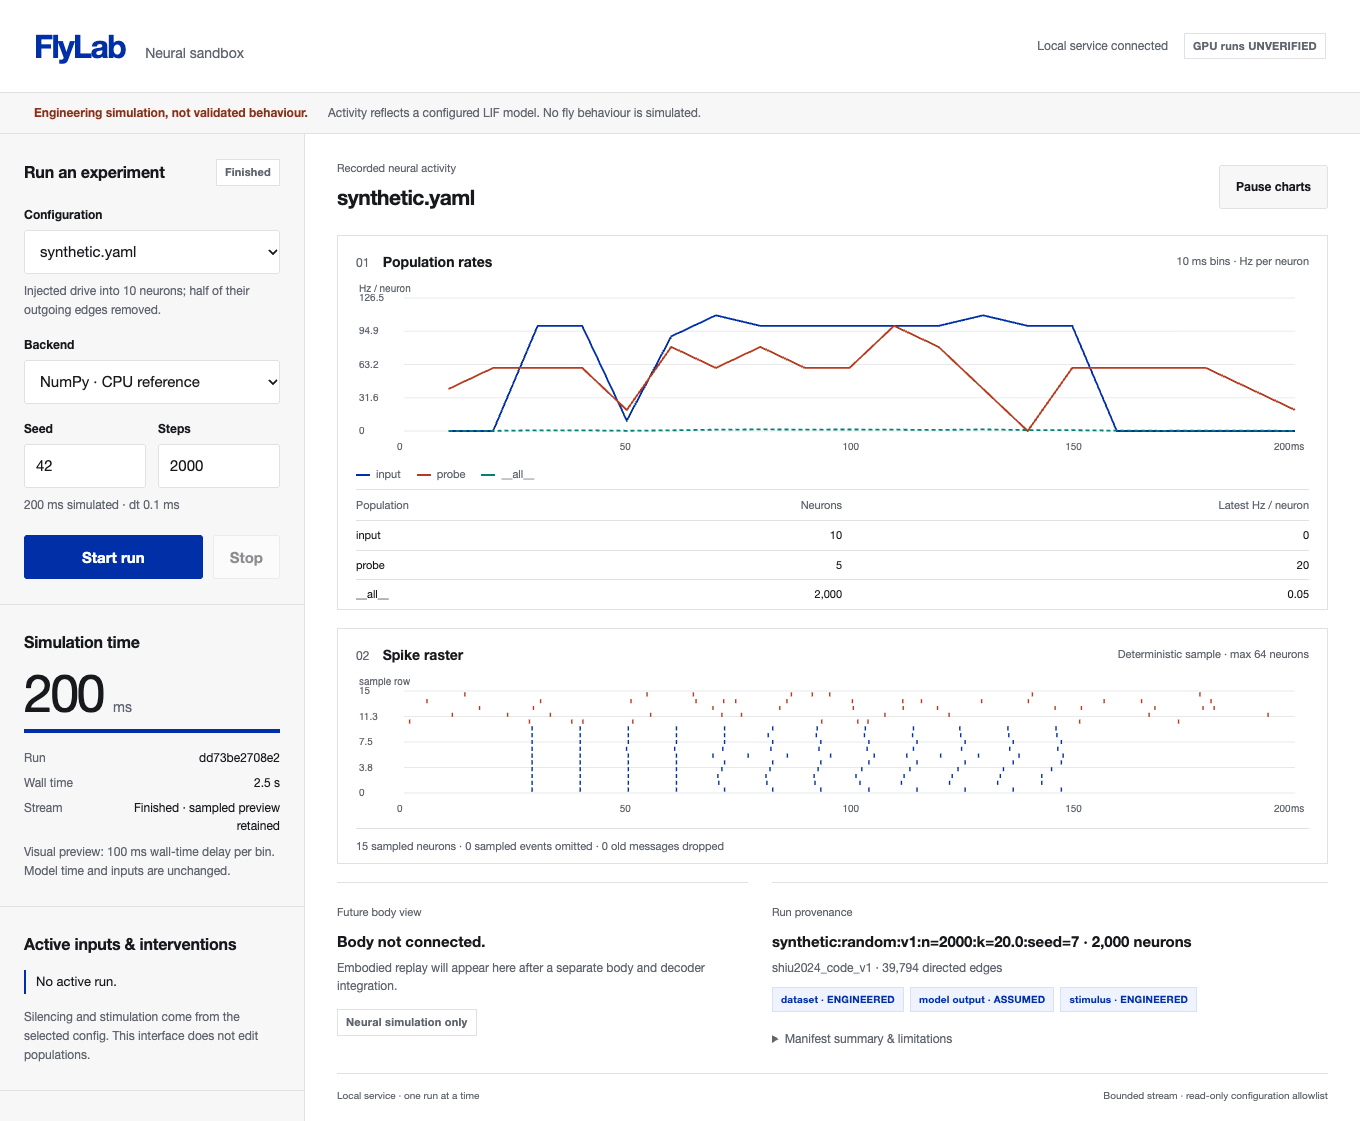 FlyLab
Neural sandbox
Local service connected
GPU runs UNVERIFIED
Engineering simulation, not validated behaviour.
Activity reflects a configured LIF model. No fly behaviour is simulated.
Run an experiment
Finished
Configuration
synthetic.yaml
Injected drive into 10 neurons; half of their
outgoing edges removed.
Backend
NumPy · CPU reference
Seed
Steps
42
2000
200 ms simulated · dt 0.1 ms
Start run
Stop
Simulation time
200 ms
Run dd73be2708e2
Wall time 2.5 s
Stream Finished · sampled preview
retained
Visual preview: 100 ms wall-time delay per bin.
Model time and inputs are unchanged.
Active inputs & interventions
No active run.
Silencing and stimulation come from the
selected config. This interface does not edit
populations.
Recorded neural activity
synthetic.yaml
Pause charts
01 Population rates
10 ms bins · Hz per neuron
Hz / neuron
126.5
94.9
63.2
31.6
0
0 50 100 150 200ms
input probe __all__
Population Neurons Latest Hz / neuron
input 10 0
probe 5 20
__all__ 2,000 0.05
02 Spike raster
Deterministic sample · max 64 neurons
sample row
15
11.3
7.5
3.8
0
0 50 100 150 200ms
15 sampled neurons · 0 sampled events omitted · 0 old messages dropped
Future body view
Body not connected.
Embodied replay will appear here after a separate body and decoder
integration.
Neural simulation only
Run provenance
synthetic:random:v1:n=2000:k=20.0:seed=7 · 2,000 neurons
shiu2024_code_v1 · 39,794 directed edges
dataset · ENGINEERED
model output · ASSUMED
stimulus · ENGINEERED
Manifest summary & limitations
Local service · one run at a time
Bounded stream · read-only configuration allowlist